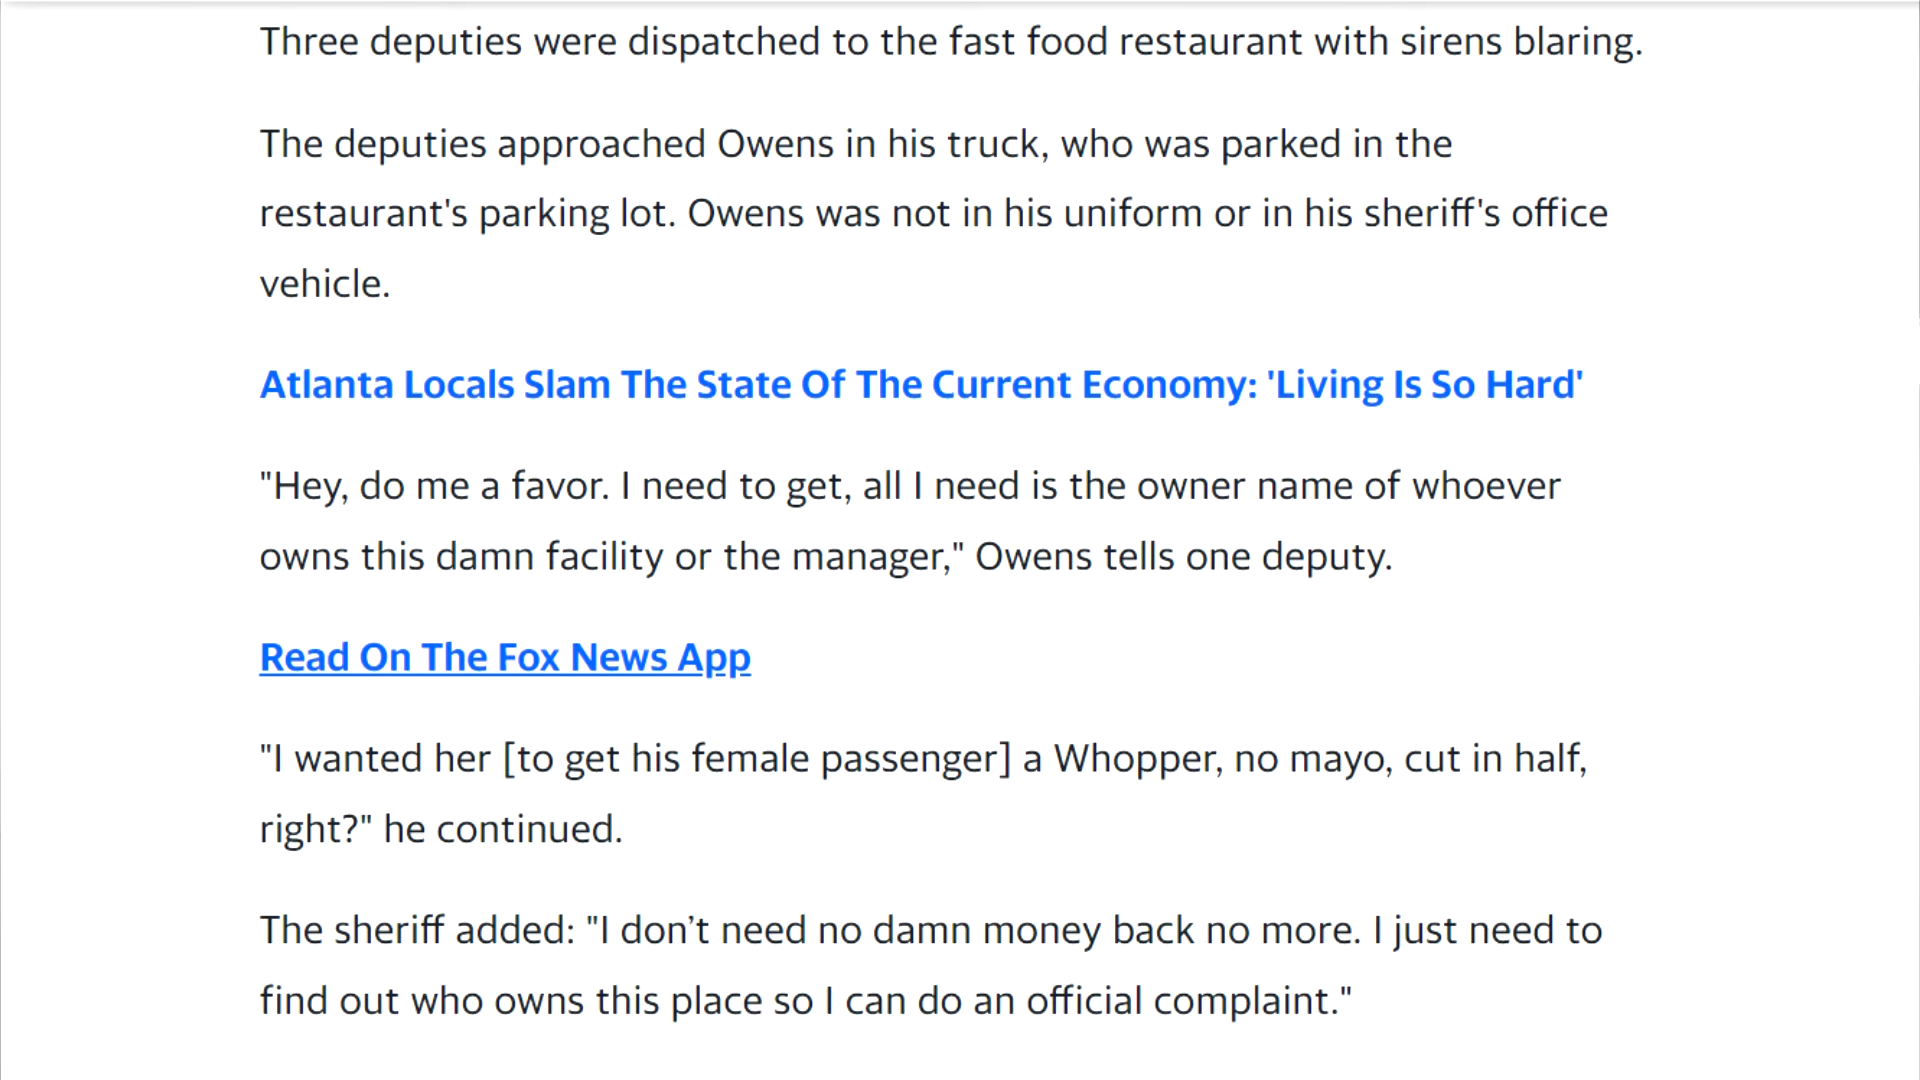 Three deputies were dispatched to the fast food restaurant with sirens blaring.
The deputies approached Owens in his truck, who was parked in the
restaurant's parking lot. Owens was not in his uniform or in his sheriff's office
vehicle.
Atlanta Locals Slam The State Of The Current Economy: 'Living Is So Hard'
"Hey, do me a favor. I need to get, all I need is the owner name of whoever
owns this damn facility or the manager," Owens tells one deputy.
Read On The Fox News App
"I wanted her [to get his female passenger] a Whopper, no mayo, cut in half,
right?" he continued.
The sheriff added: "I don’t need no damn money back no more. I just need to
find out who owns this place so I can do an official complaint."